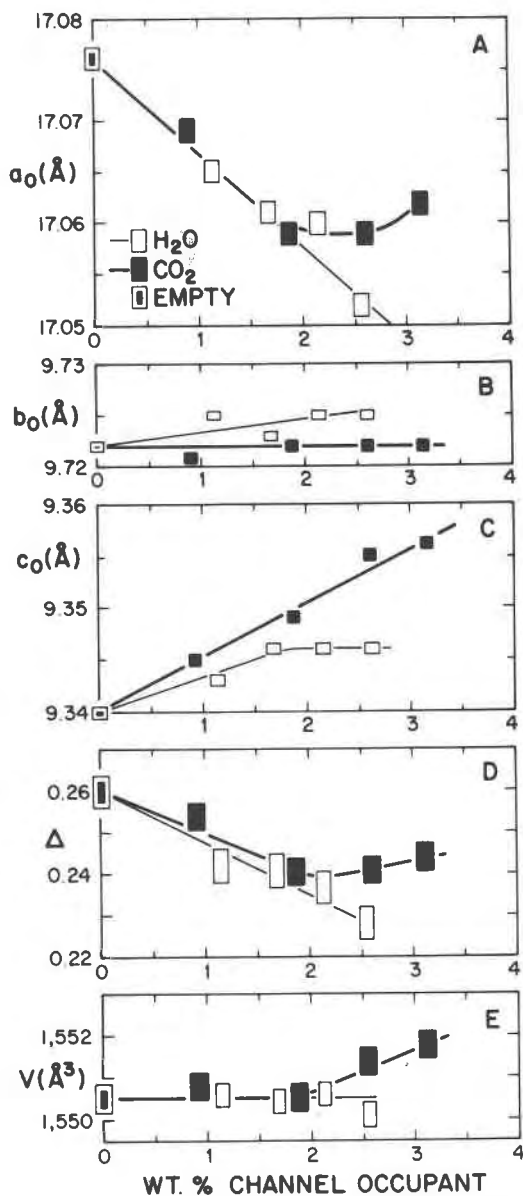 17.08
A
17.07
a₀(Å)
17.06
H₂O
CO₂
EMPTY
17.05
0 1 2 3 4
9.73
B
b₀(Å)
9.72
0 1 2 3 4
9.36
C
c₀(Å)
9.35
9.34
0 1 2 3 4
D
0.26
Δ
0.24
0.22
0 1 2 3 4
E
1,552
V(Å³)
1,550
0 1 2 3 4
WT. % CHANNEL OCCUPANT